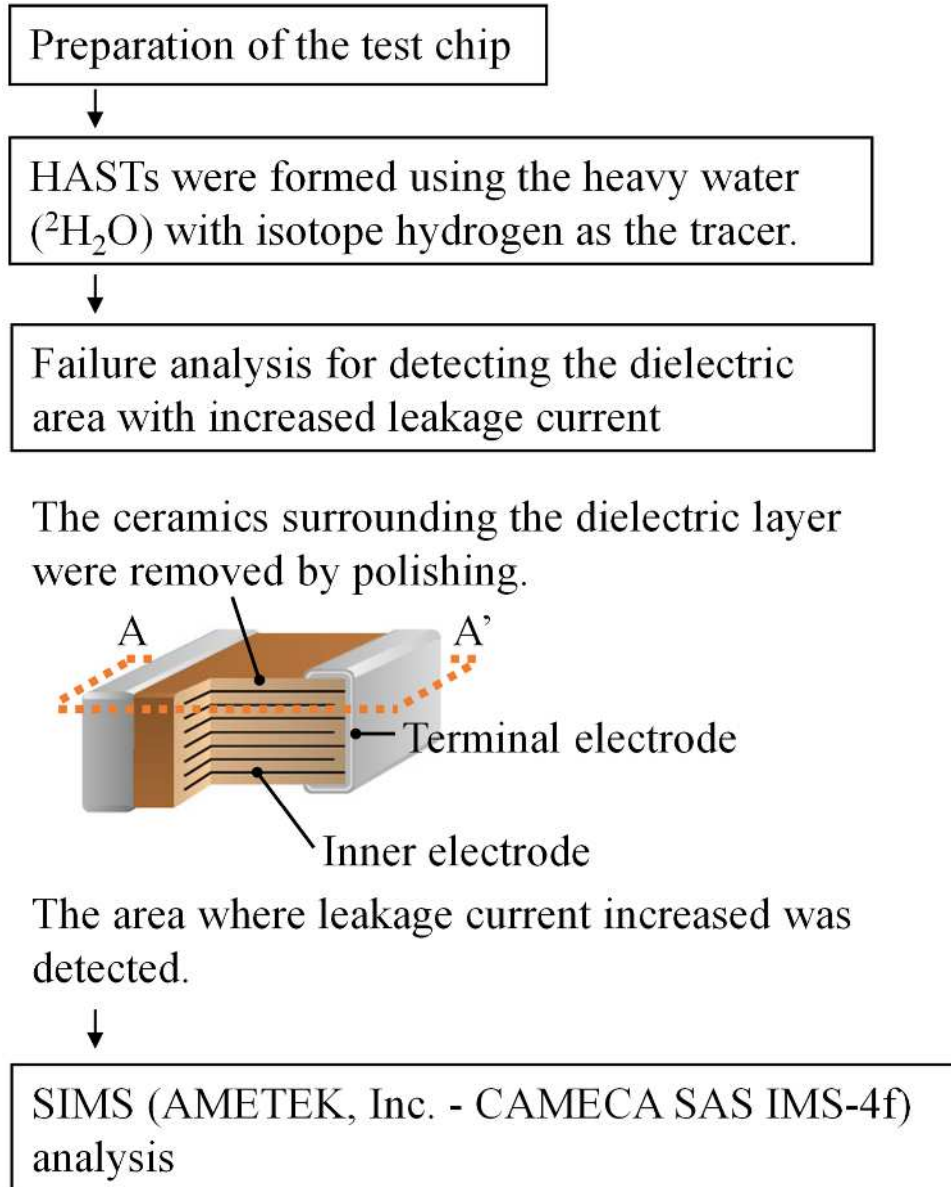 Preparation of the test chip
HASTs were formed using the heavy water
(²H₂O) with isotope hydrogen as the tracer.
Failure analysis for detecting the dielectric
area with increased leakage current
The ceramics surrounding the dielectric layer
were removed by polishing.
A
A’
Terminal electrode
Inner electrode
The area where leakage current increased was
detected.
SIMS (AMETEK, Inc. - CAMECA SAS IMS-4f)
analysis